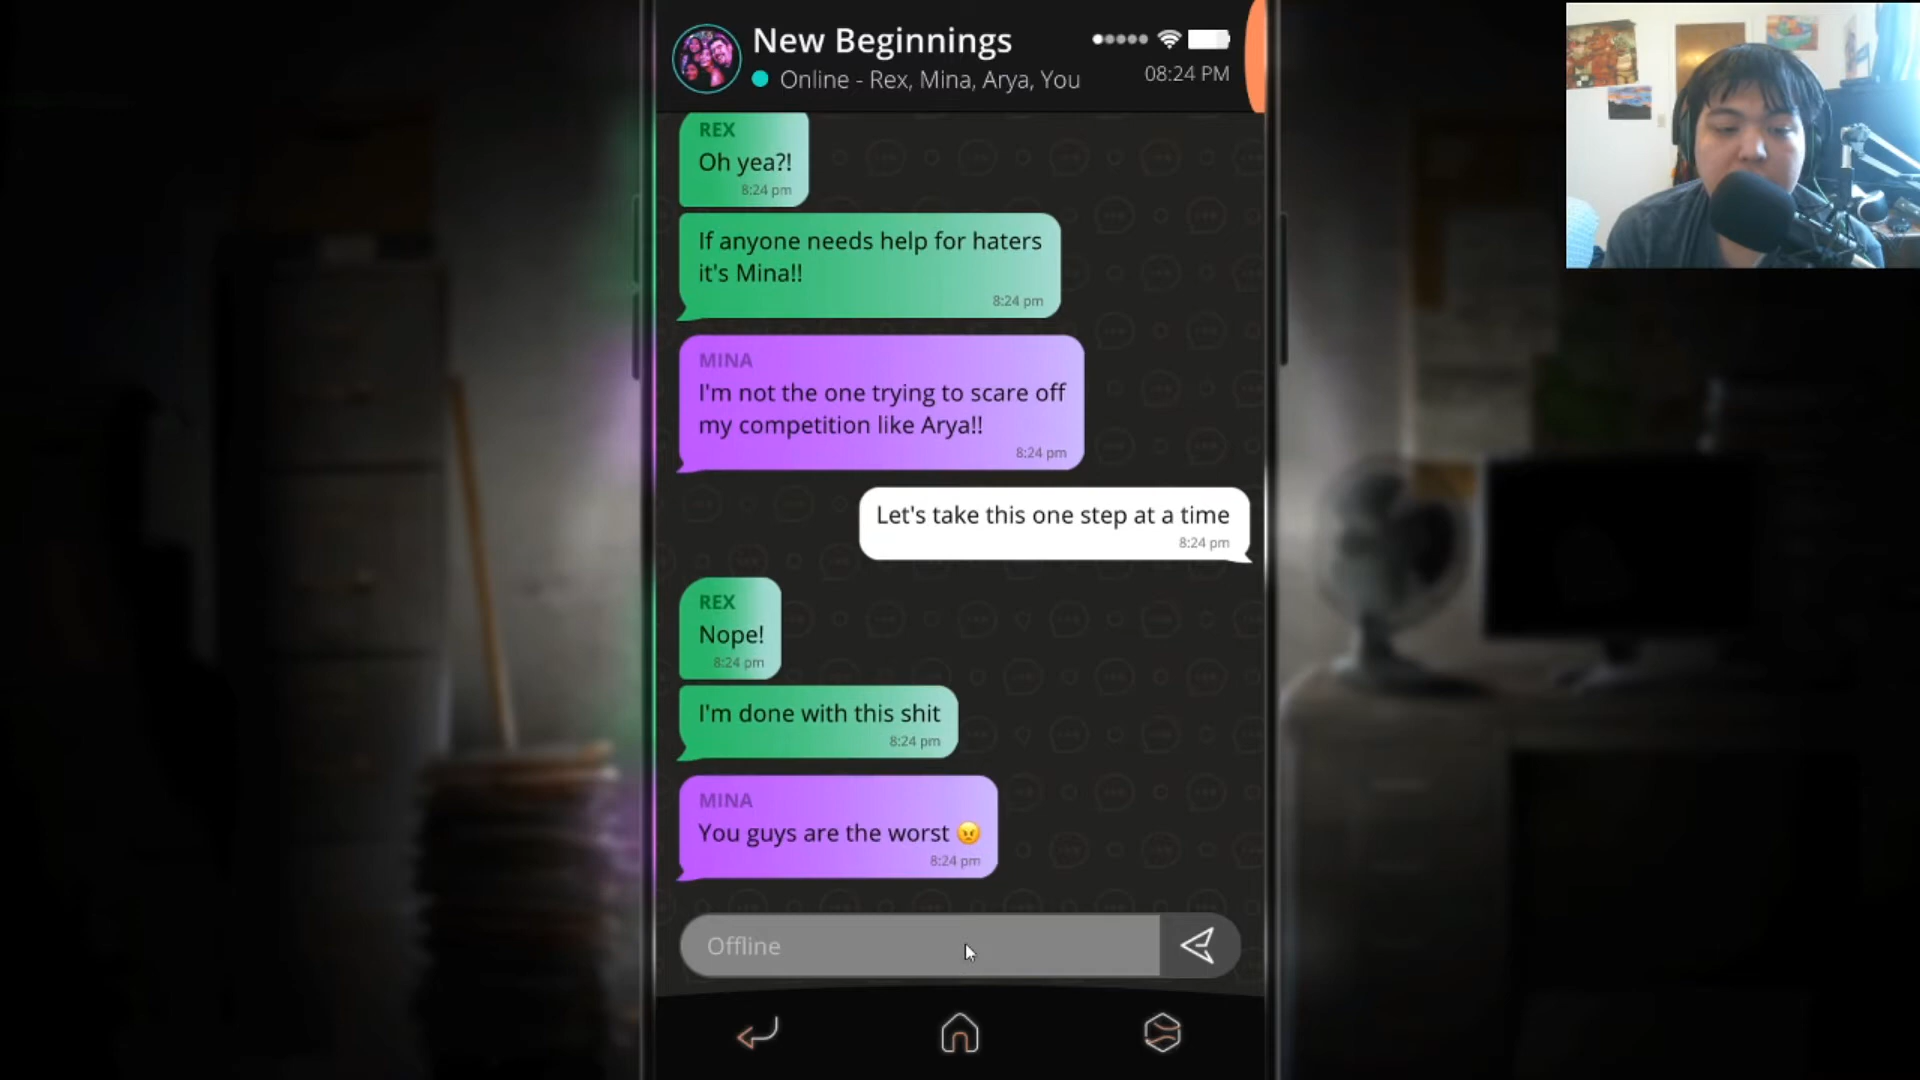 New Beginnings
Online - Rex, Mina, Arya, You
08:24 PM
REX
Oh yea?!
8:24 pm
If anyone needs help for haters
it's Mina!!
8:24 pm
MINA
I'm not the one trying to scare off
my competition like Arya!!
8:24 pm
Let's take this one step at a time
8:24 pm
REX
Nope!
8:24 pm
I'm done with this shit
8:24 pm
MINA
You guys are the worst 😠
8:24 pm
Offline